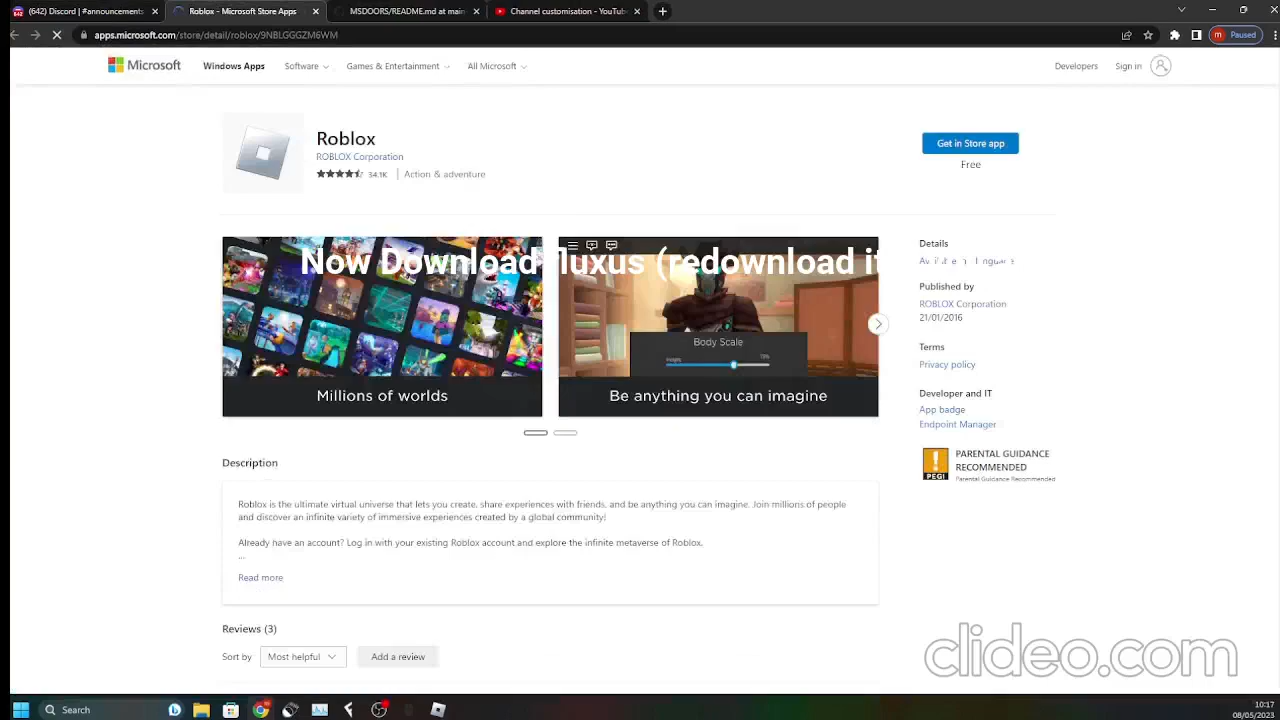 (642) Discord | #announcements
Roblox - Microsoft Store Apps
MSDOORS/README.md at main
Channel customisation - YouTube
apps.microsoft.com/store/detail/roblox/9NBLGGGZM6WM
m Paused
Microsoft
Windows Apps
Software
Games & Entertainment
All Microsoft
Developers
Sign in
Roblox
ROBLOX Corporation
34.1K
Action & adventure
Get in Store app
Free
Now Download fluxus (redownload it
Body Scale
Height
Millions of worlds
Be anything you can imagine
Details
Published by
ROBLOX Corporation
21/01/2016
Terms
Privacy policy
Developer and IT
App badge
Endpoint Manager
PEGI
PARENTAL GUIDANCE
RECOMMENDED
Parental Guidance Recommended
Description
Roblox is the ultimate virtual universe that lets you create, share experiences with friends, and be anything you can imagine. Join millions of people
and discover an infinite variety of immersive experiences created by a global community!
Already have an account? Log in with your existing Roblox account and explore the infinite metaverse of Roblox.
...
Read more
Reviews (3)
Sort by
Most helpful
Add a review
clideo.com
Search
10:17
08/05/2023